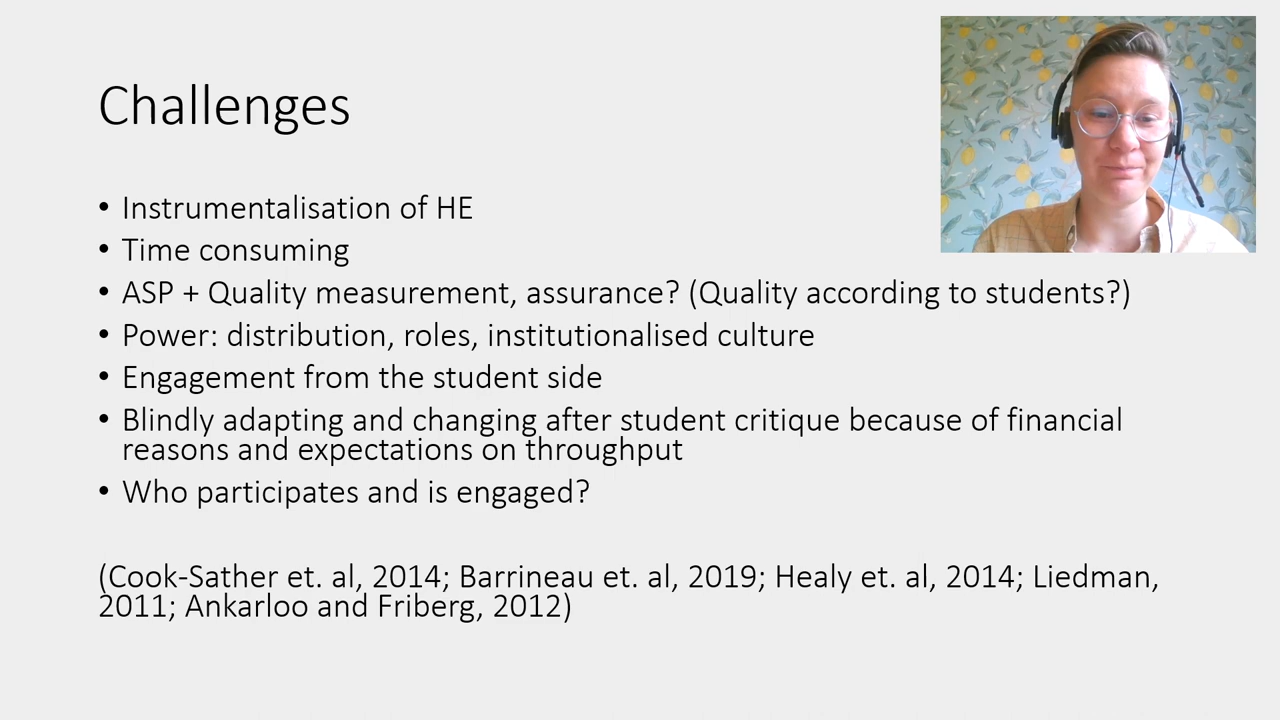 Challenges
• Instrumentalisation of HE
• Time consuming
• ASP + Quality measurement, assurance? (Quality according to students?)
• Power: distribution, roles, institutionalised culture
• Engagement from the student side
• Blindly adapting and changing after student critique because of financial
reasons and expectations on throughput
• Who participates and is engaged?
(Cook-Sather et. al, 2014; Barrineau et. al, 2019; Healy et. al, 2014; Liedman,
2011; Ankarloo and Friberg, 2012)